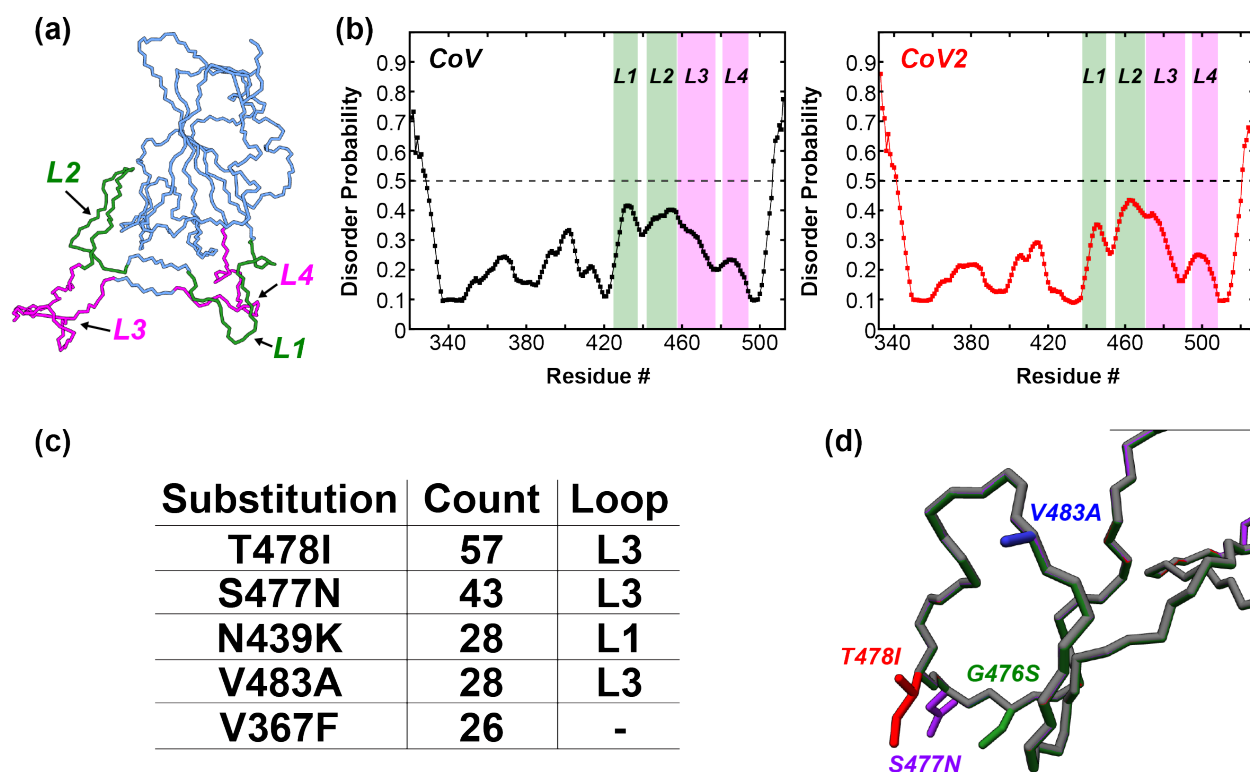 (a)
L2
L4
L3
L1
(b)
CoV
L1 L2 L3 L4
Disorder Probability
0.9
0.8
0.7
0.6
0.5
0.4
0.3
0.2
0.1
0
340 380 420 460 500
Residue #
CoV2
L1 L2 L3 L4
Disorder Probability
0.9
0.8
0.7
0.6
0.5
0.4
0.3
0.2
0.1
0
340 380 420 460 500
Residue #
(c)
Substitution Count Loop
T478I 57 L3
S477N 43 L3
N439K 28 L1
V483A 28 L3
V367F 26 -
(d)
V483A
T478I
G476S
S477N